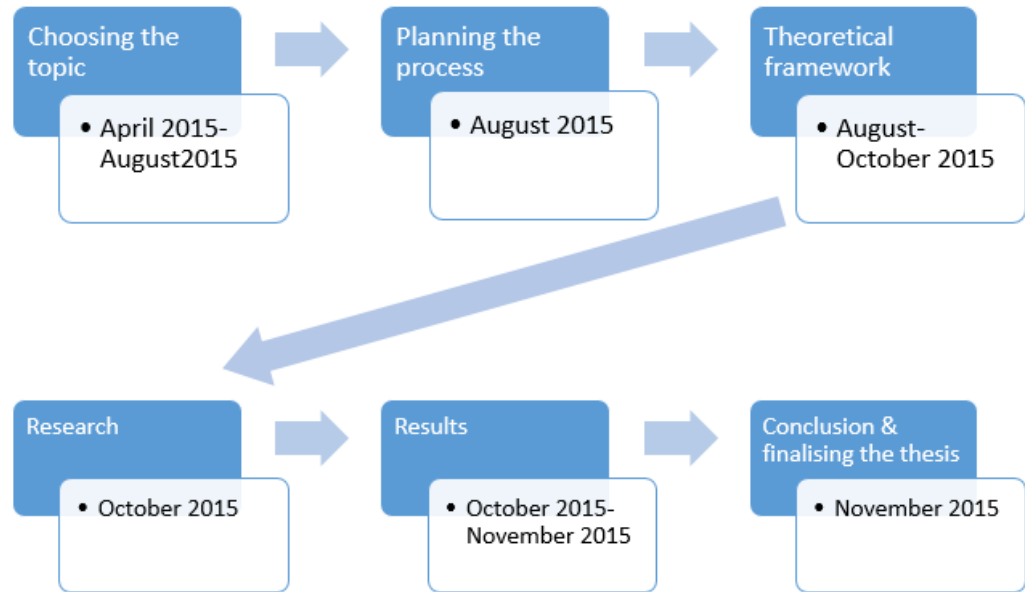 Choosing the
topic
• April 2015-
August2015
Planning the
process
• August 2015
Theoretical
framework
• August-
October 2015
Research
• October 2015
Results
• October 2015-
November 2015
Conclusion &
finalising the thesis
• November 2015